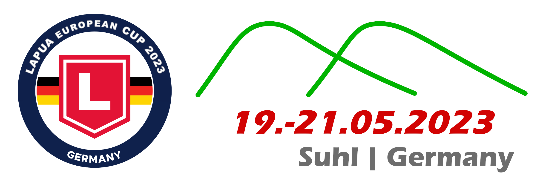 LAPUA EUROPEAN CUP 2023
L
GERMANY
19.-21.05.2023
Suhl | Germany